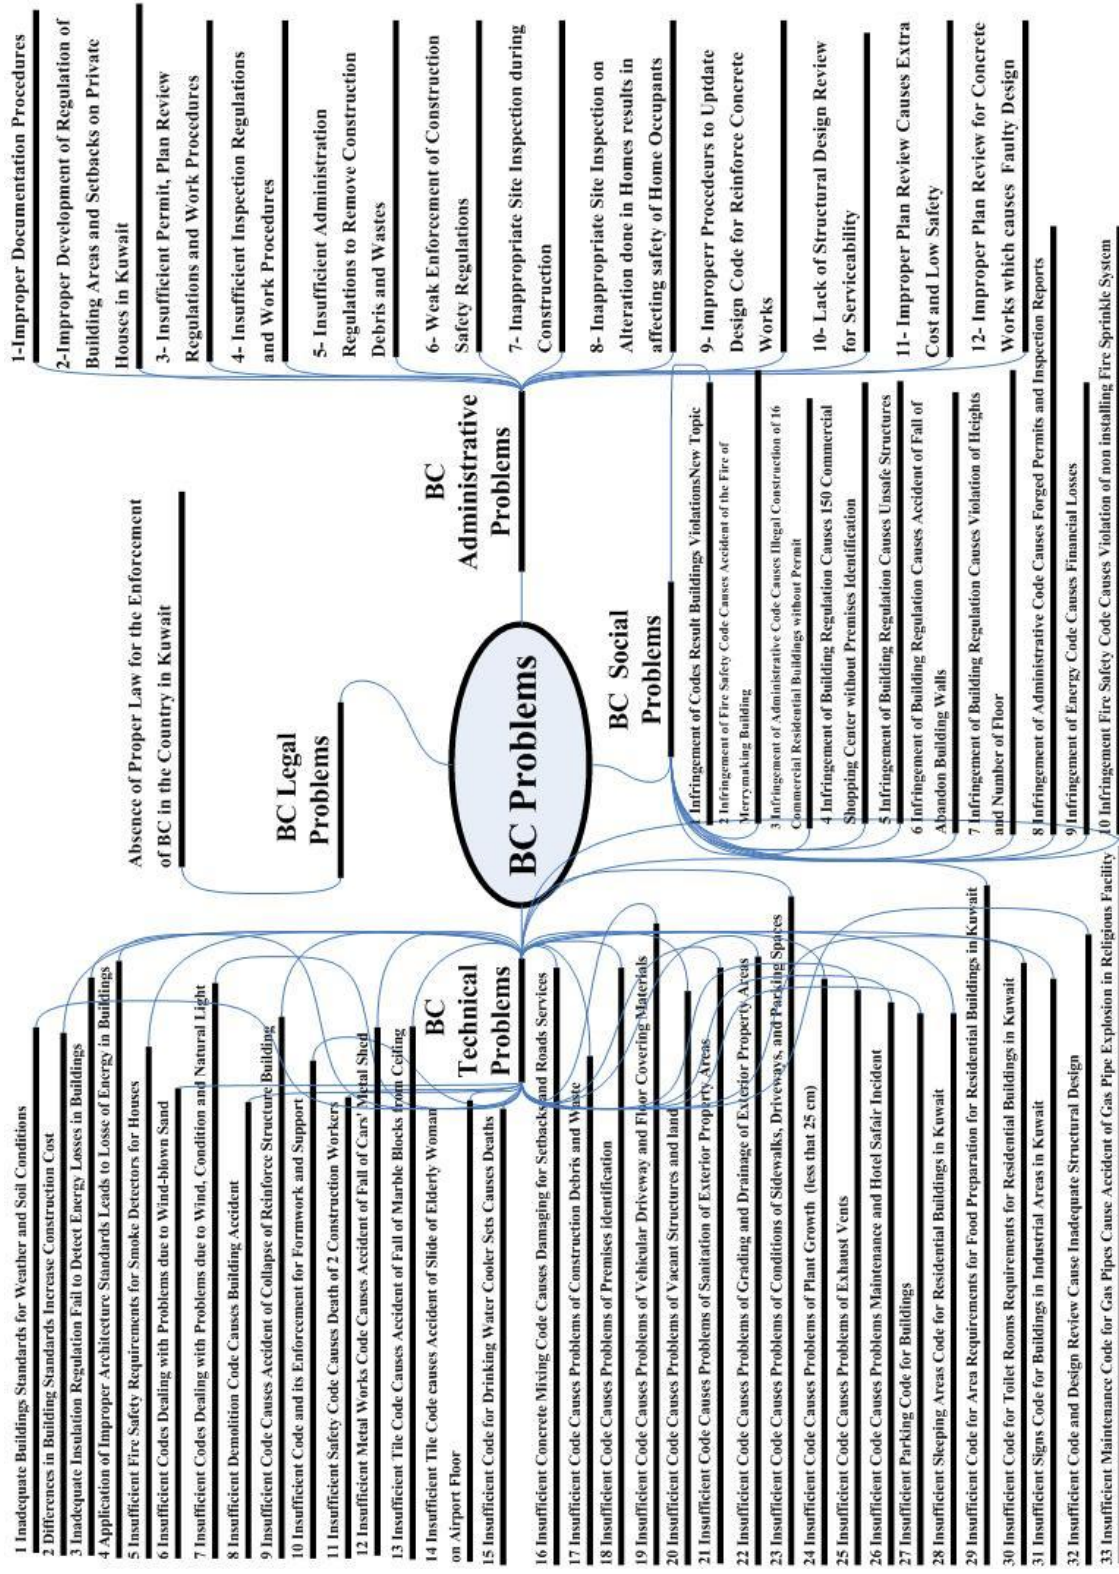 BC Problems
BC Technical
Problems
1 Inadequate Buildings Standards for Weather and Soil Conditions
2 Differences in Building Standards Increase Construction Cost
3 Inadequate Insulation Regulation Fail to Detect Energy Losses in Buildings
4 Application of Improper Architecture Standards Leads to Losse of Energy in Buildings
5 Insufficient Fire Safety Requirements for Smoke Detectors for Houses
6 Insufficient Codes Dealing with Problems due to Wind-blown Sand
7 Insufficient Codes Dealing with Problems due to Wind, Condition and Natural Light
8 Insufficient Demolition Code Causes Building Accident
9 Insufficient Code Causes Accident of Collapse of Reinforce Structure Building
10 Insufficient Code and its Enforcement for Formwork and Support
11 Insufficient Safety Code Causes Death of 2 Construction Workers
12 Insufficient Metal Works Code Causes Accident of Fall of Cars' Metal Shed
13 Insufficient Tile Code Causes Accident of Fall of Marble Blocks from Ceiling
14 Insufficient Tile Code causes Accident of Slide of Elderly Woman
on Airport Floor
15 Insufficient Code for Drinking Water Cooler Sets Causes Deaths
16 Insufficient Concrete Mixing Code Causes Damaging for Setbacks and Roads Services
17 Insufficient Code Causes Problems of Construction Debris and Waste
18 Insufficient Code Causes Problems of Premises identification
19 Insufficient Code Causes Problems of Vehicular Driveway and Floor Covering Materials
20 Insufficient Code Causes Problems of Vacant Structures and land
21 Insufficient Code Causes Problems of Sanitation of Exterior Property Areas
22 Insufficient Code Causes Problems of Grading and Drainage of Exterior Property Areas
23 Insufficient Code Causes Problems of Conditions of Sidewalks, Driveways, and Parking Spaces
24 Insufficient Code Causes Problems of Plant Growth (less that 25 cm)
25 Insufficient Code Causes Problems of Exhaust Vents
26 Insufficient Code Causes Problems Maintenance and Hotel Safair Incident
27 Insufficient Parking Code for Buildings
28 Insufficient Sleeping Areas Code for Residential Buildings in Kuwait
29 Insufficient Code for Area Requirements for Food Preparation for Residential Buildings in Kuwait
30 Insufficient Code for Toilet Rooms Requirements for Residential Buildings in Kuwait
31 Insufficient Signs Code for Buildings in Industrial Areas in Kuwait
32 Insufficient Code and Design Review Cause Inadequate Structural Design
33 Insufficient Maintenance Code for Gas Pipes Cause Accident of Gas Pipe Explosion in Religious Facility
BC Legal
Problems
Absence of Proper Law for the Enforcement
of BC in the Country in Kuwait
BC
Administrative
Problems
1-Improper Documentation Procedures
2-Improper Development of Regulation of
Building Areas and Setbacks on Private
Houses in Kuwait
3- Insufficient Permit, Plan Review
Regulations and Work Procedures
4- Insufficient Inspection Regulations
and Work Procedures
5- Insufficient Administration
Regulations to Remove Construction
Debris and Wastes
6- Weak Enforcement of Construction
Safety Regulations
7- Inappropriate Site Inspection during
Construction
8- Inappropriate Site Inspection on
Alteration done in Homes results in
affecting safety of Home Occupants
9- Improper Procedeurs to Uptdate
Design Code for Reinforce Concrete
Works
10- Lack of Structural Design Review
for Serviceability
11- Improper Plan Review Causes Extra
Cost and Low Safety
12- Improper Plan Review for Concrete
Works which causes Faulty Design
BC Social
Problems
1 Infringement of Codes Result Buildings ViolationsNew Topic
2 Infringement of Fire Safety Code Causes Accident of the Fire of
Merrymaking Building
3 Infringement of Administrative Code Causes Illegal Construction of 16
Commercial Residential Buildings without Permit
4 Infringement of Building Regulation Causes 150 Commercial
Shopping Center without Premises Identification
5 Infringement of Building Regulation Causes Unsafe Structures
6 Infringement of Building Regulation Causes Accident of Fall of
Abandon Building Walls
7 Infringement of Building Regulation Causes Violation of Heights
and Number of Floor
8 Infringement of Administrative Code Causes Forged Permits and Inspection Reports
9 Infringement of Energy Code Causes Financial Losses
10 Infringement Fire Safety Code Causes Violation of non installing Fire Sprinkle System